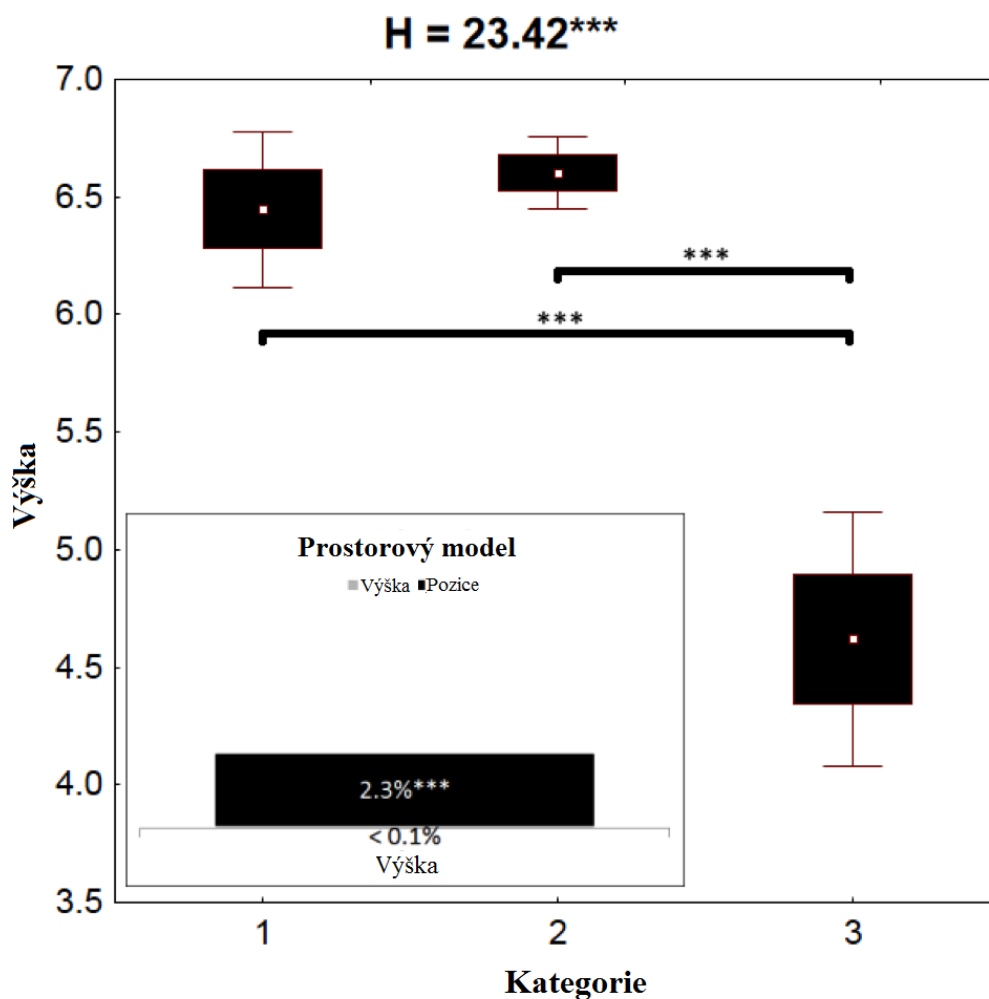 H = 23.42***
7.0
6.5
6.0
5.5
5.0
4.5
4.0
3.5
Výška
***
***
Prostorový model
Výška Pozice
2.3%***
< 0.1%
Výška
1 2 3
Kategorie